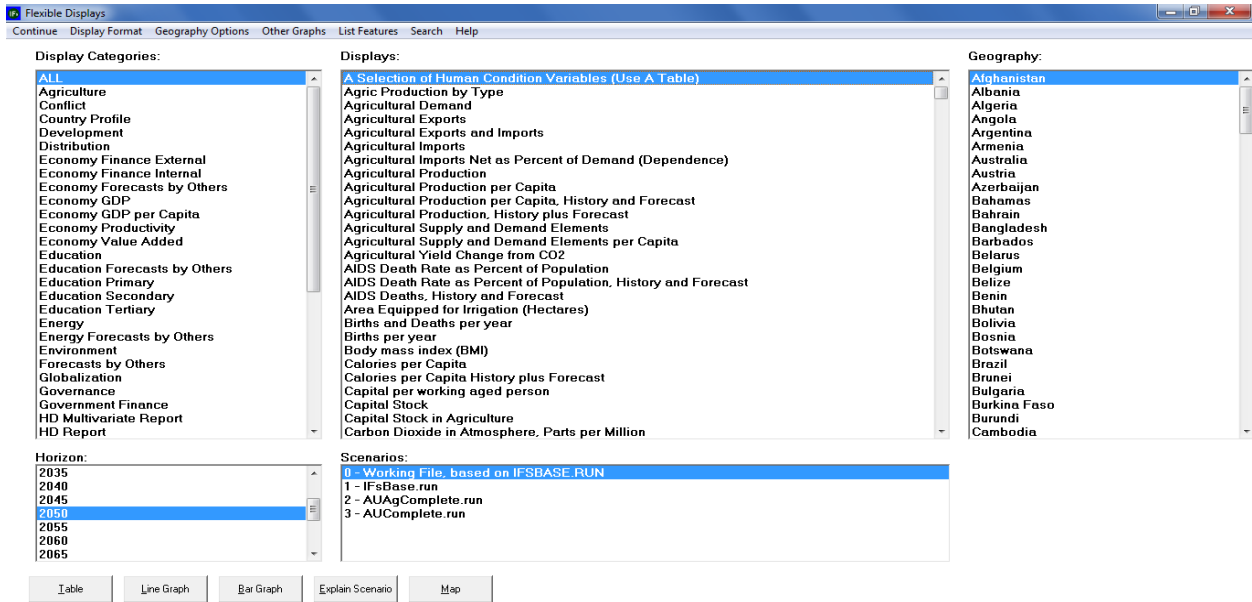 IFs Flexible Displays
Continue Display Format Geography Options Other Graphs List Features Search Help
Display Categories:
ALL
Agriculture
Conflict
Country Profile
Development
Distribution
Economy Finance External
Economy Finance Internal
Economy Forecasts by Others
Economy GDP
Economy GDP per Capita
Economy Productivity
Economy Value Added
Education
Education Forecasts by Others
Education Primary
Education Secondary
Education Tertiary
Energy
Energy Forecasts by Others
Environment
Forecasts by Others
Globalization
Governance
Government Finance
HD Multivariate Report
HD Report
Displays:
A Selection of Human Condition Variables (Use A Table)
Agric Production by Type
Agricultural Demand
Agricultural Exports
Agricultural Exports and Imports
Agricultural Imports
Agricultural Imports Net as Percent of Demand (Dependence)
Agricultural Production
Agricultural Production per Capita
Agricultural Production per Capita, History and Forecast
Agricultural Production, History plus Forecast
Agricultural Supply and Demand Elements
Agricultural Supply and Demand Elements per Capita
Agricultural Yield Change from CO2
AIDS Death Rate as Percent of Population
AIDS Death Rate as Percent of Population, History and Forecast
AIDS Deaths, History and Forecast
Area Equipped for Irrigation (Hectares)
Births and Deaths per year
Births per year
Body mass index (BMI)
Calories per Capita
Calories per Capita History plus Forecast
Capital per working aged person
Capital Stock
Capital Stock in Agriculture
Carbon Dioxide in Atmosphere, Parts per Million
Geography:
Afghanistan
Albania
Algeria
Angola
Argentina
Armenia
Australia
Austria
Azerbaijan
Bahamas
Bahrain
Bangladesh
Barbados
Belarus
Belgium
Belize
Benin
Bhutan
Bolivia
Bosnia
Botswana
Brazil
Brunei
Bulgaria
Burkina Faso
Burundi
Cambodia
Horizon:
2035
2040
2045
2050
2055
2060
2065
Scenarios:
0 - Working File, based on IFSBASE.RUN
1 - IFsBase.run
2 - AUAgComplete.run
3 - AUComplete.run
Table Line Graph Bar Graph Explain Scenario Map